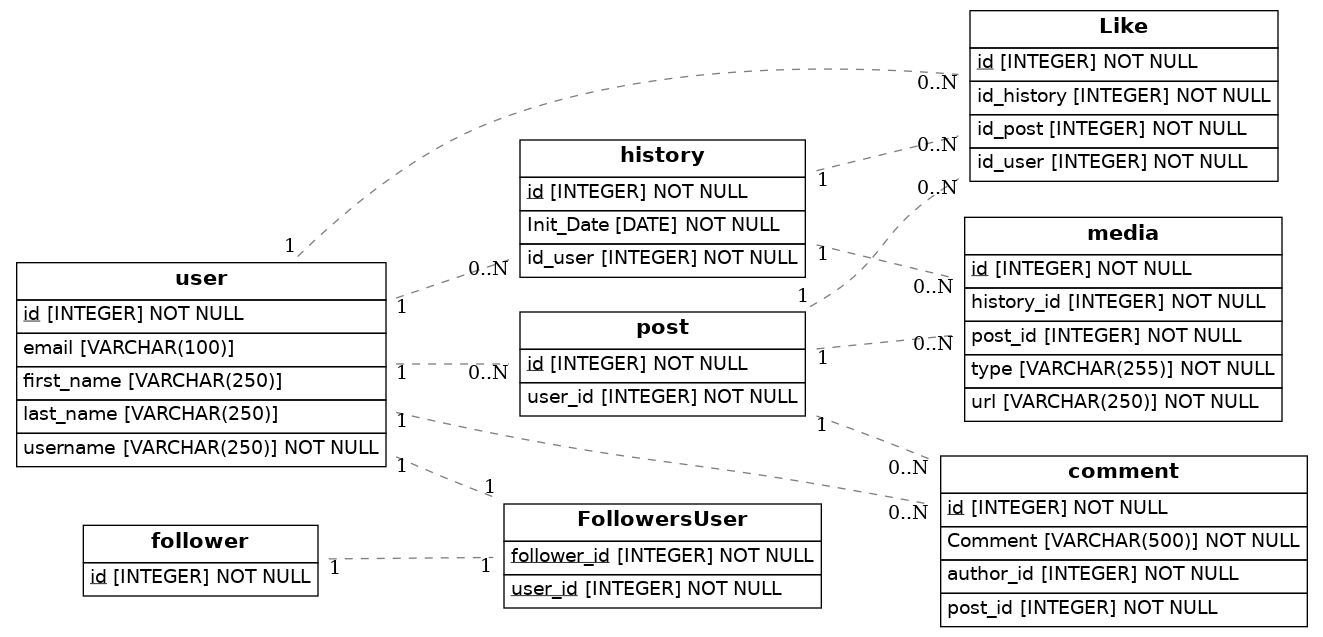 Like
id [INTEGER] NOT NULL
id_history [INTEGER] NOT NULL
id_post [INTEGER] NOT NULL
id_user [INTEGER] NOT NULL
0..N
0..N
0..N
history
id [INTEGER] NOT NULL
Init_Date [DATE] NOT NULL
id_user [INTEGER] NOT NULL
1
1
0..N
media
id [INTEGER] NOT NULL
history_id [INTEGER] NOT NULL
post_id [INTEGER] NOT NULL
type [VARCHAR(255)] NOT NULL
url [VARCHAR(250)] NOT NULL
0..N
0..N
1
user
id [INTEGER] NOT NULL
email [VARCHAR(100)]
first_name [VARCHAR(250)]
last_name [VARCHAR(250)]
username [VARCHAR(250)] NOT NULL
1
1
1
1
post
id [INTEGER] NOT NULL
user_id [INTEGER] NOT NULL
0..N
1
1
1
comment
id [INTEGER] NOT NULL
Comment [VARCHAR(500)] NOT NULL
author_id [INTEGER] NOT NULL
post_id [INTEGER] NOT NULL
0..N
0..N
follower
id [INTEGER] NOT NULL
1
FollowersUser
follower_id [INTEGER] NOT NULL
user_id [INTEGER] NOT NULL
1
1